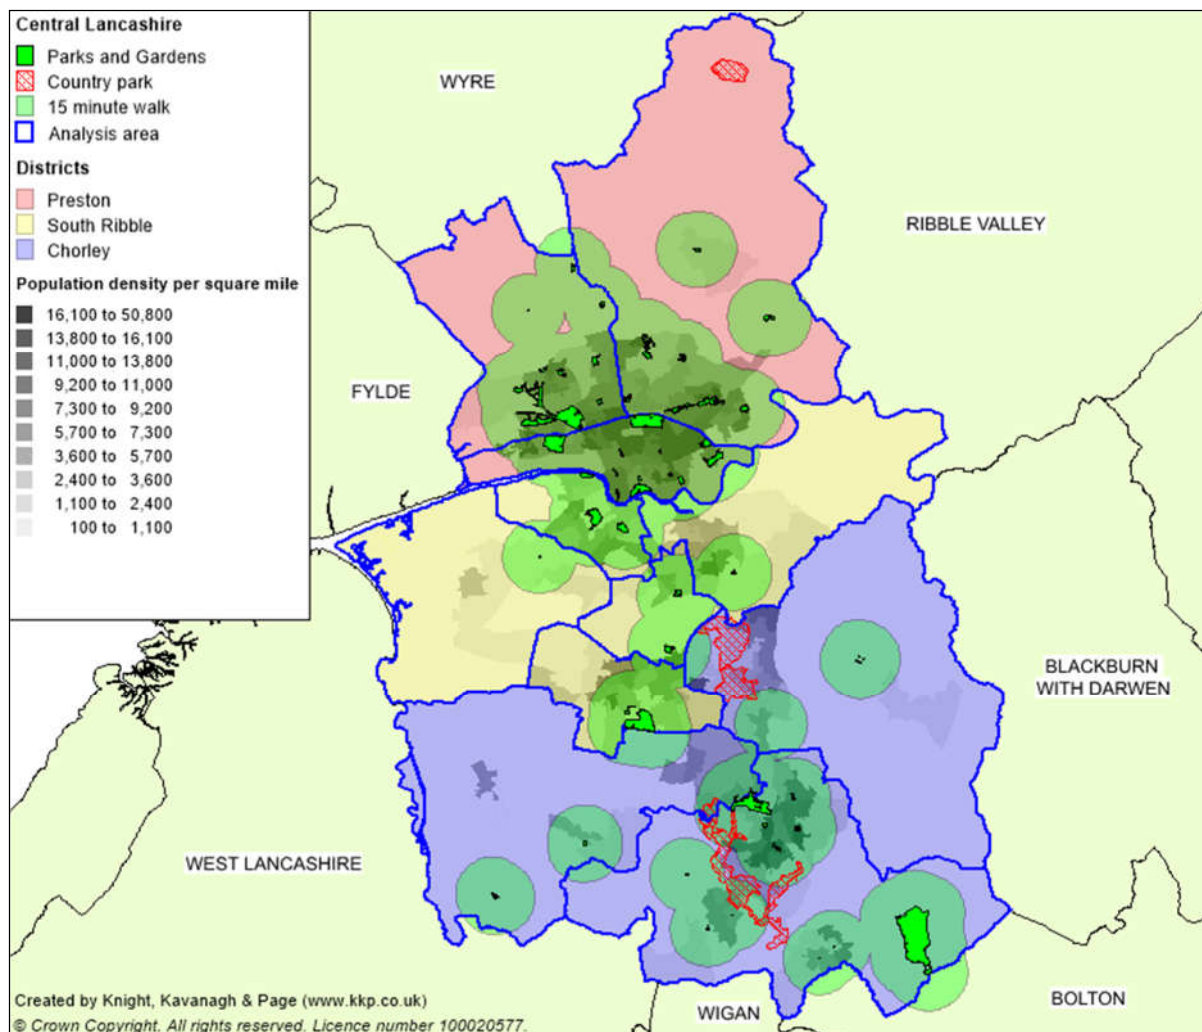 Central Lancashire
Parks and Gardens
Country park
15 minute walk
Analysis area
Districts
Preston
South Ribble
Chorley
Population density per square mile
16,100 to 50,800
13,800 to 16,100
11,000 to 13,800
9,200 to 11,000
7,300 to 9,200
5,700 to 7,300
3,600 to 5,700
2,400 to 3,600
1,100 to 2,400
100 to 1,100
WYRE
RIBBLE VALLEY
FYLDE
BLACKBURN
WITH DARWEN
WEST LANCASHIRE
WIGAN
BOLTON
Created by Knight, Kavanagh & Page (www.kkp.co.uk)
© Crown Copyright. All rights reserved. Licence number 100020577.